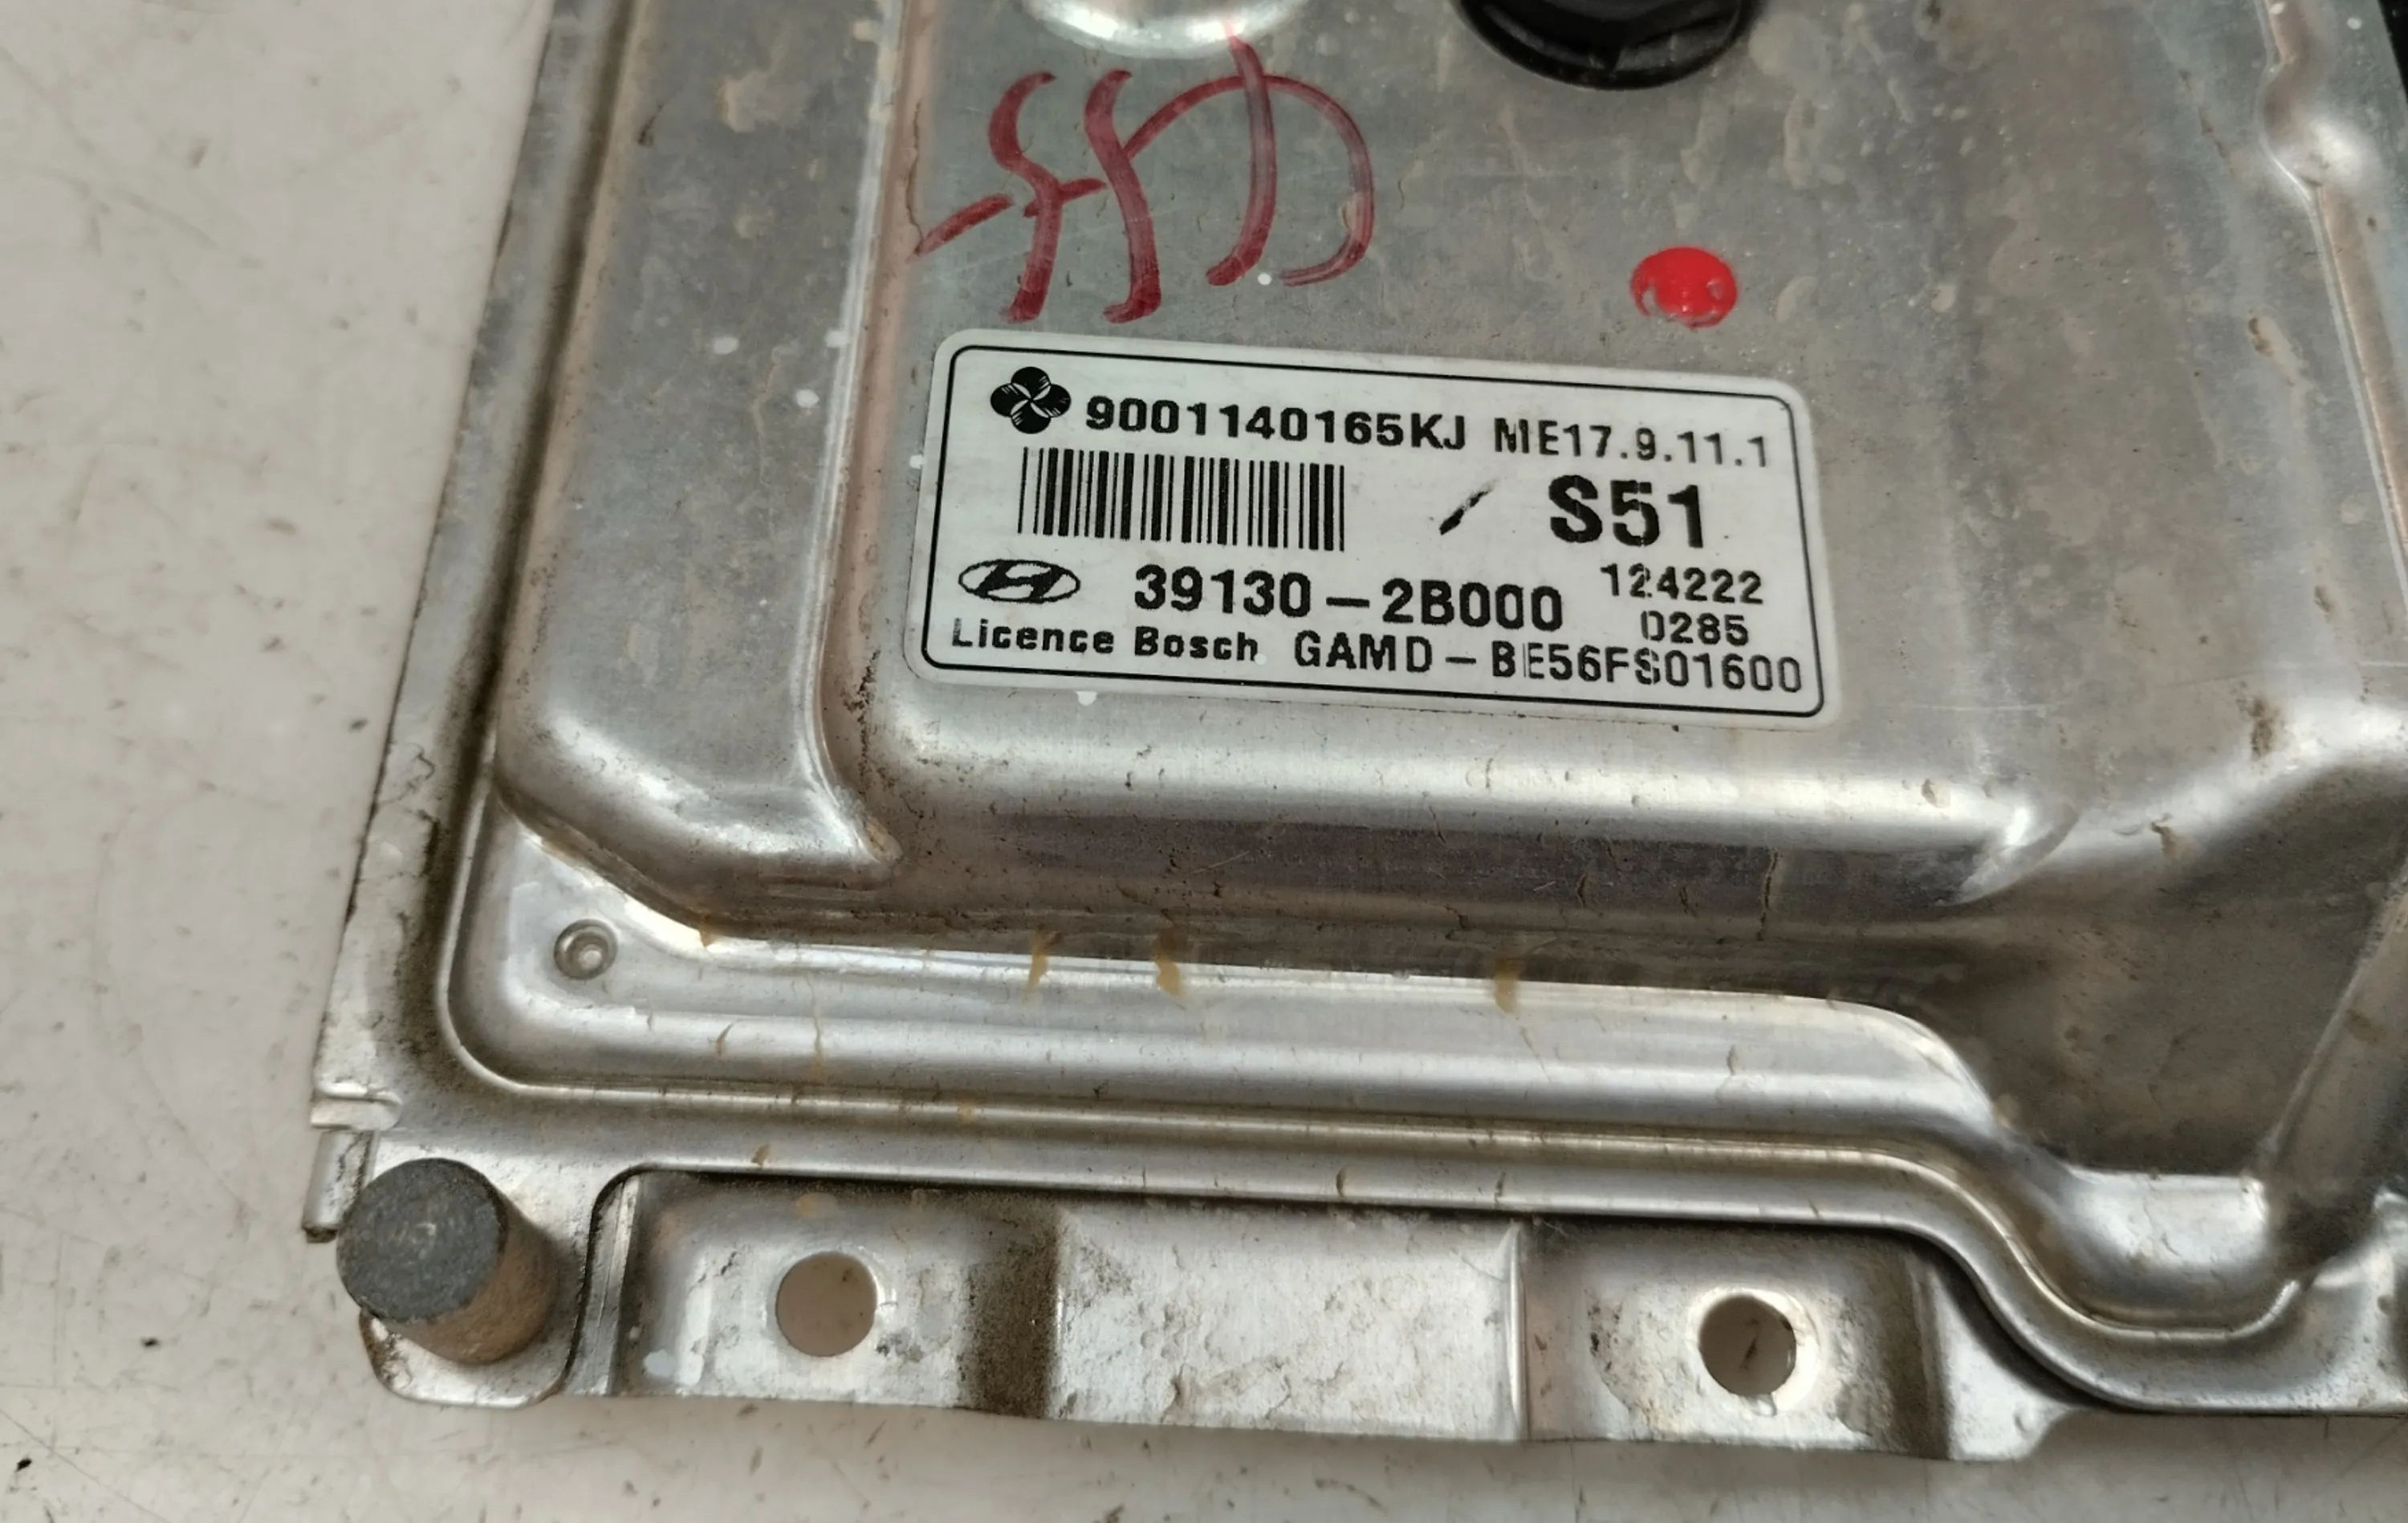 9001140165KJ ME17.9.11.1
S51
39130-2B000 124222
0285
Licence Bosch GAMD-BE56FS01600